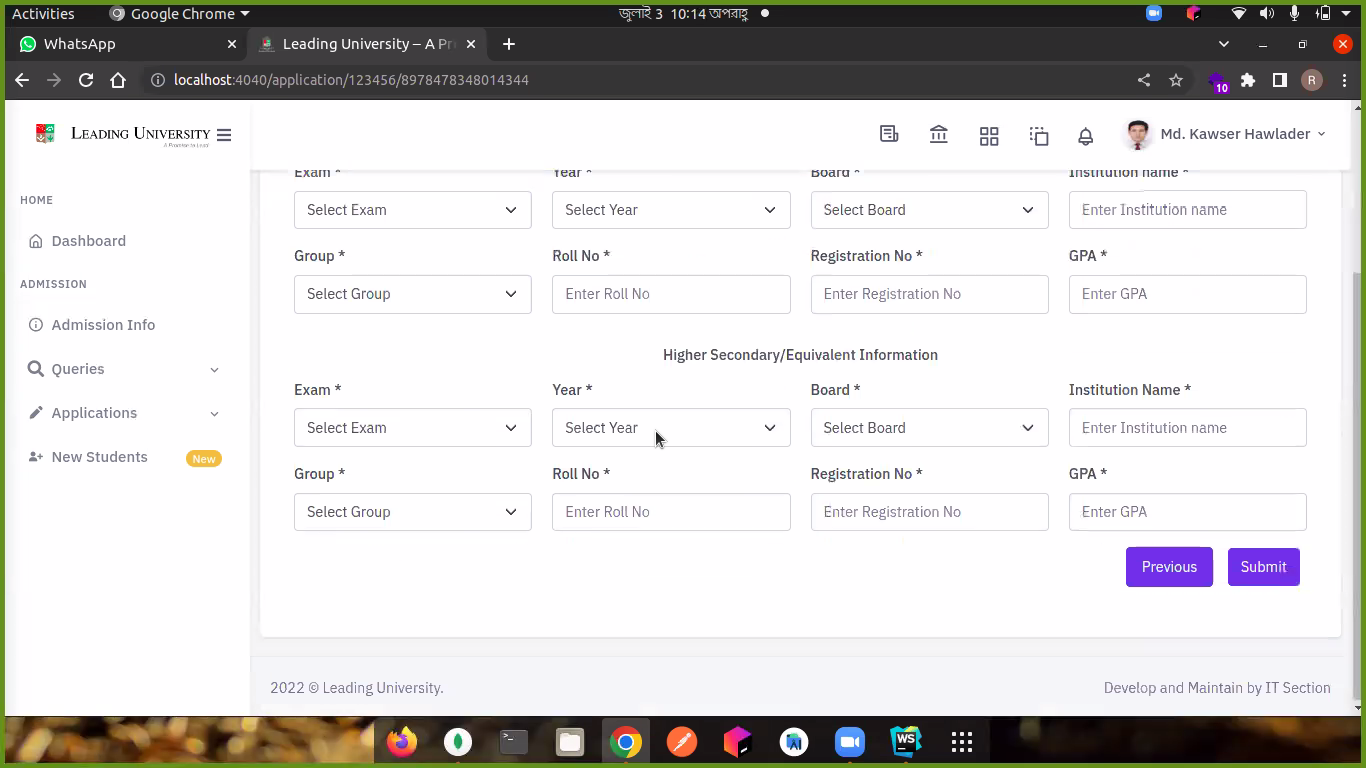 Activities Google Chrome জুলাই 3 10:14 অপরাহ্ণ
WhatsApp Leading University – A Pr
localhost:4040/application/123456/8978478348014344 10 R
LEADING UNIVERSITY
A Promise to Lead
Md. Kawser Hawlader
HOME
Dashboard
ADMISSION
Admission Info
Queries
Applications
New Students New
Exam * Year * Board * Institution name *
Select Exam Select Year Select Board Enter Institution name
Group * Roll No * Registration No * GPA *
Select Group Enter Roll No Enter Registration No Enter GPA
Higher Secondary/Equivalent Information
Exam * Year * Board * Institution Name *
Select Exam Select Year Select Board Enter Institution name
Group * Roll No * Registration No * GPA *
Select Group Enter Roll No Enter Registration No Enter GPA
Previous Submit
2022 © Leading University. Develop and Maintain by IT Section
WS